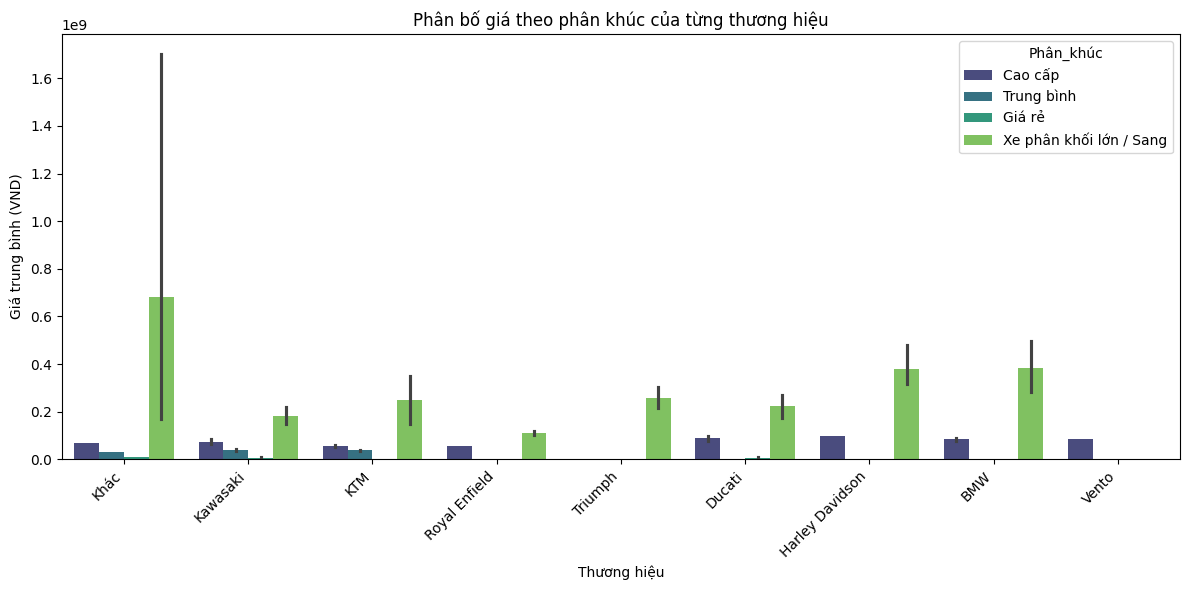 Phân bố giá theo phân khúc của từng thương hiệu
1e9
1.6
1.4
1.2
1.0
0.8
0.6
0.4
0.2
0.0
Giá trung bình (VND)
Phân_khúc
Cao cấp
Trung bình
Giá rẻ
Xe phân khối lớn / Sang
Khác
Kawasaki
KTM
Royal Enfield
Triumph
Ducati
Harley Davidson
BMW
Vento
Thương hiệu